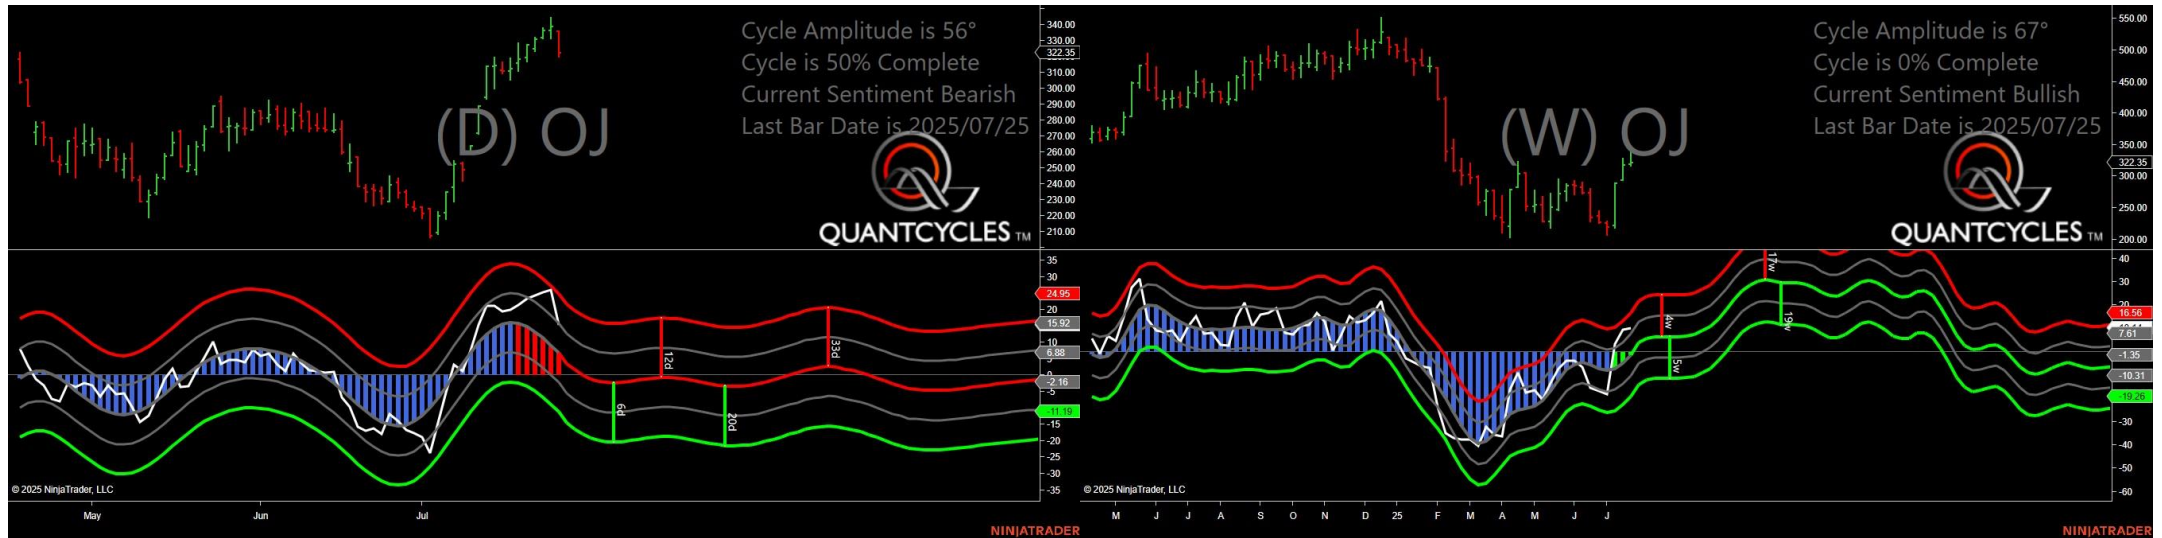 Cycle Amplitude is 56°
Cycle is 50% Complete
Current Sentiment Bearish
Last Bar Date is 2025/07/25
(D) OJ
QUANTCYCLES TM
340.00
330.00
322.35
310.00
300.00
290.00
280.00
270.00
260.00
250.00
240.00
230.00
220.00
210.00
35
30
24.95
20
15.92
10
6.88
0
-2.16
-5
-11.19
-15
-20
-25
-30
-35
12d
33d
6d
20d
© 2025 NinjaTrader, LLC
May
Jun
Jul
NINJATRADER
Cycle Amplitude is 67°
Cycle is 0% Complete
Current Sentiment Bullish
Last Bar Date is 2025/07/25
(W) OJ
QUANTCYCLES TM
550.00
500.00
450.00
400.00
350.00
322.35
300.00
250.00
200.00
40
30
20
16.56
7.61
-1.35
-10.31
-19.26
-30
-40
-50
-60
17w
4w
19w
5w
© 2025 NinjaTrader, LLC
M
J
J
A
S
O
N
D
25
F
M
A
M
J
J
NINJATRADER